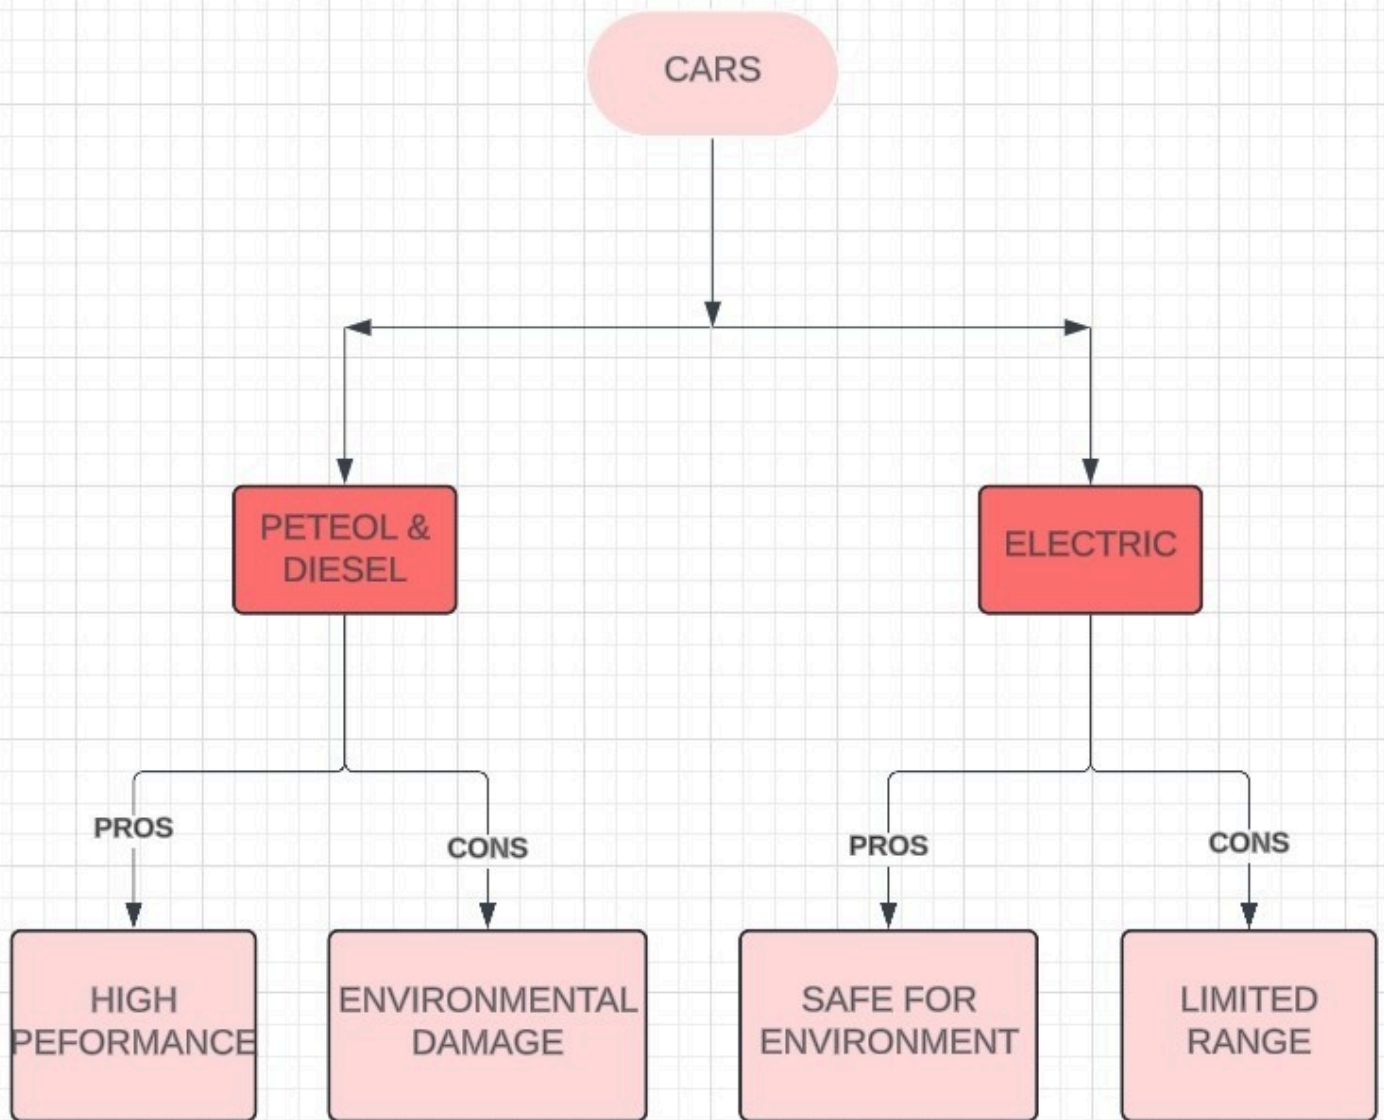 CARS
PETEOL &
DIESEL
ELECTRIC
PROS
CONS
PROS
CONS
HIGH
PEFORMANCE
ENVIRONMENTAL
DAMAGE
SAFE FOR
ENVIRONMENT
LIMITED
RANGE